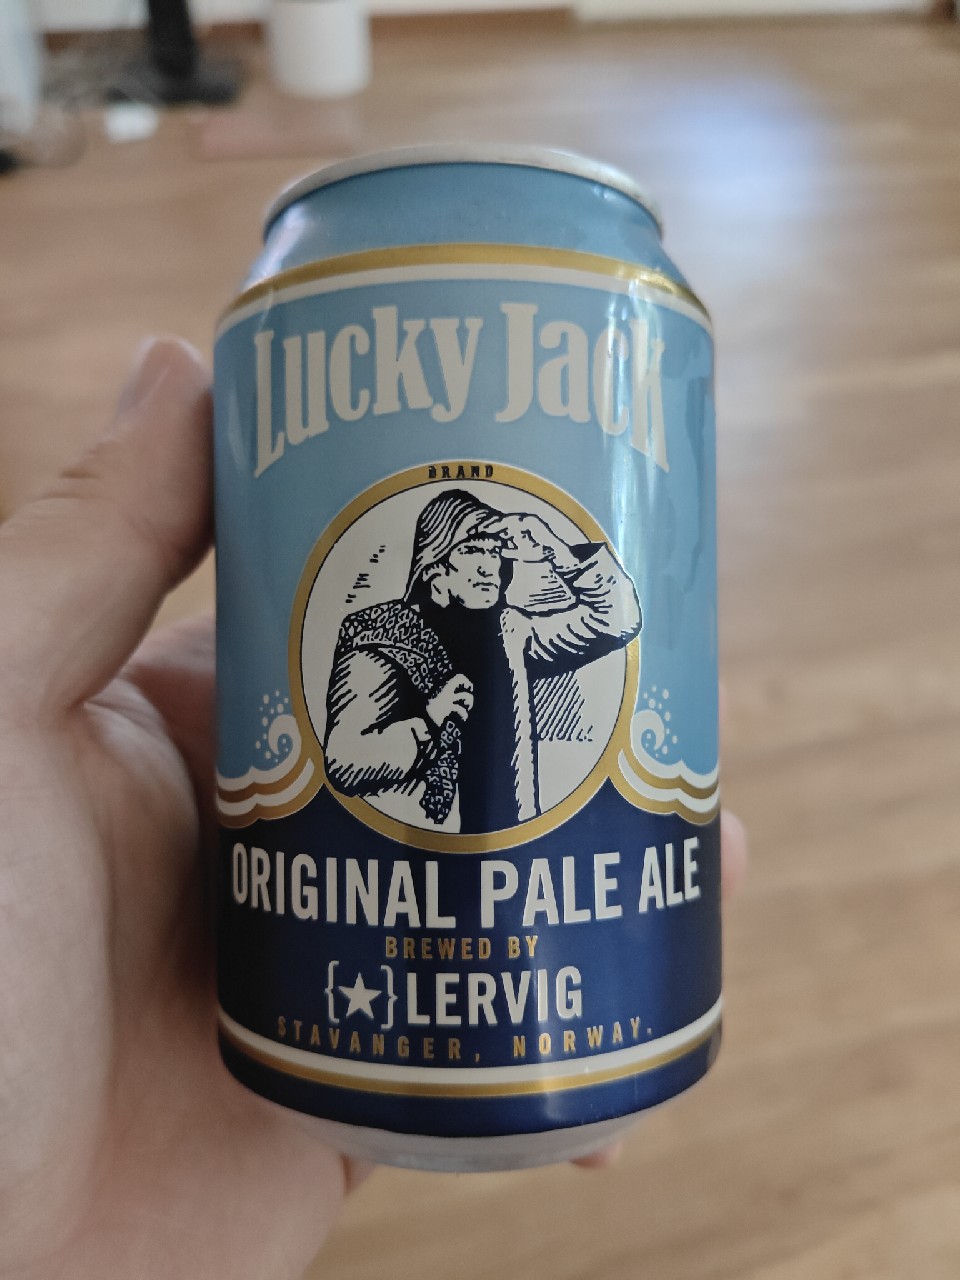 Lucky Jack
BRAND
ORIGINAL PALE ALE
BREWED BY
{★}LERVIG
STAVANGER, NORWAY.